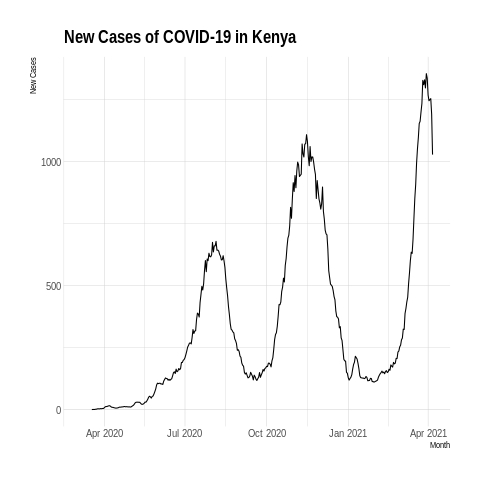 New Cases of COVID-19 in Kenya
New Cases
1000
500
0
Apr 2020 Jul 2020 Oct 2020 Jan 2021 Apr 2021
Month